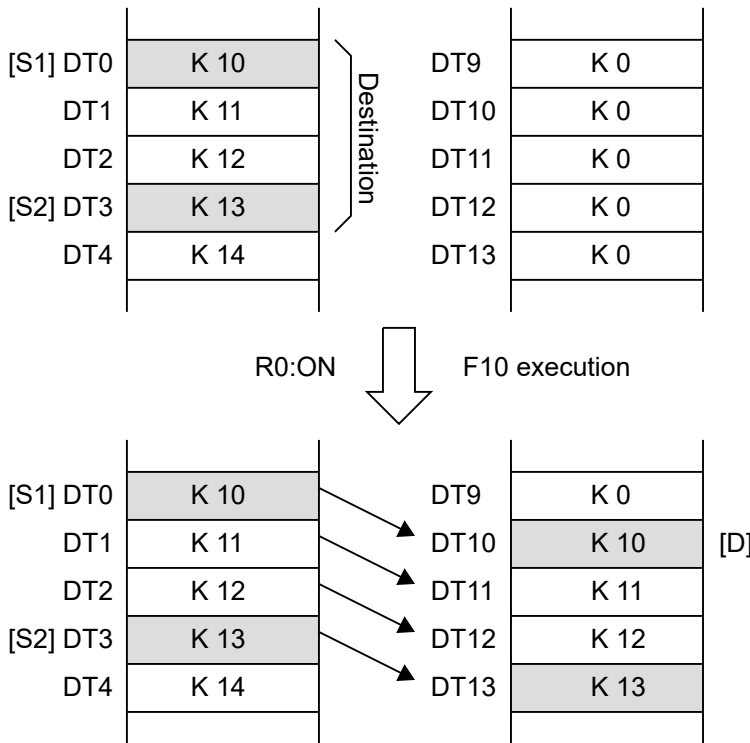 [S1] DT0 K 10 DT9 K 0
DT1 K 11 DT10 K 0
DT2 K 12 DT11 K 0
[S2] DT3 K 13 DT12 K 0
DT4 K 14 DT13 K 0
Destination
R0:ON F10 execution
[S1] DT0 K 10 DT9 K 0
DT1 K 11 DT10 K 10 [D]
DT2 K 12 DT11 K 11
[S2] DT3 K 13 DT12 K 12
DT4 K 14 DT13 K 13